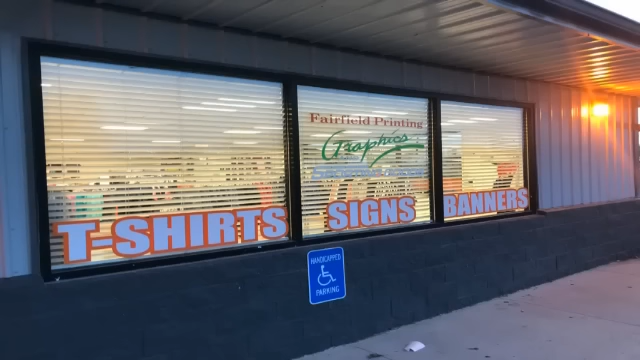 Fairfield Printing
Graphics
T-SHIRTS
SIGNS
BANNERS
HANDICAPPED
PARKING